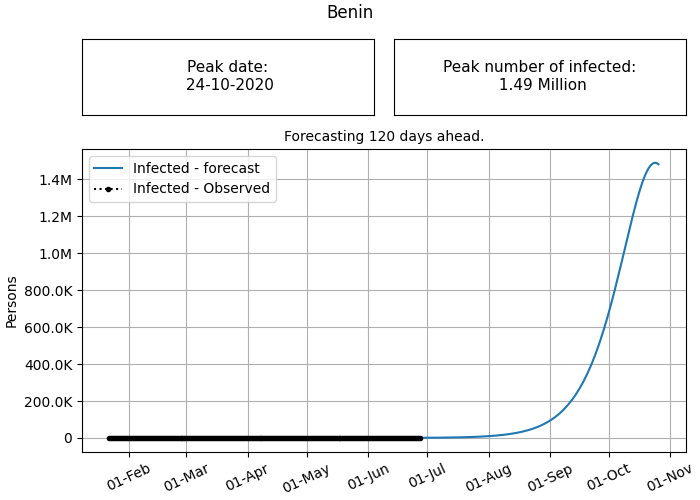 Benin
Peak date:
24-10-2020
Peak number of infected:
1.49 Million
Forecasting 120 days ahead.
Infected - forecast
Infected - Observed
1.4M
1.2M
1.0M
800.0K
600.0K
400.0K
200.0K
0
Persons
01-Feb
01-Mar
01-Apr
01-May
01-Jun
01-Jul
01-Aug
01-Sep
01-Oct
01-Nov